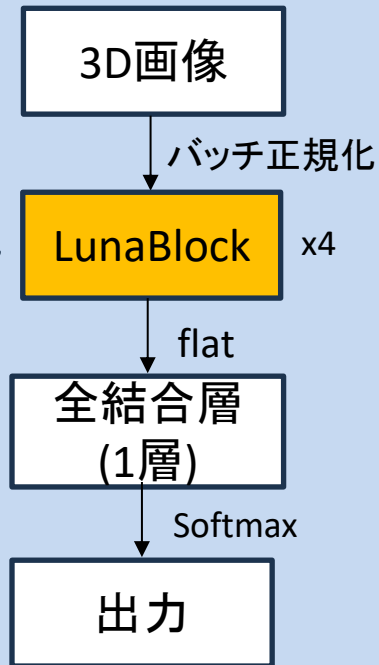 3D画像
バッチ正規化
LunaBlock
x4
flat
全結合層
(1層)
Softmax
出力